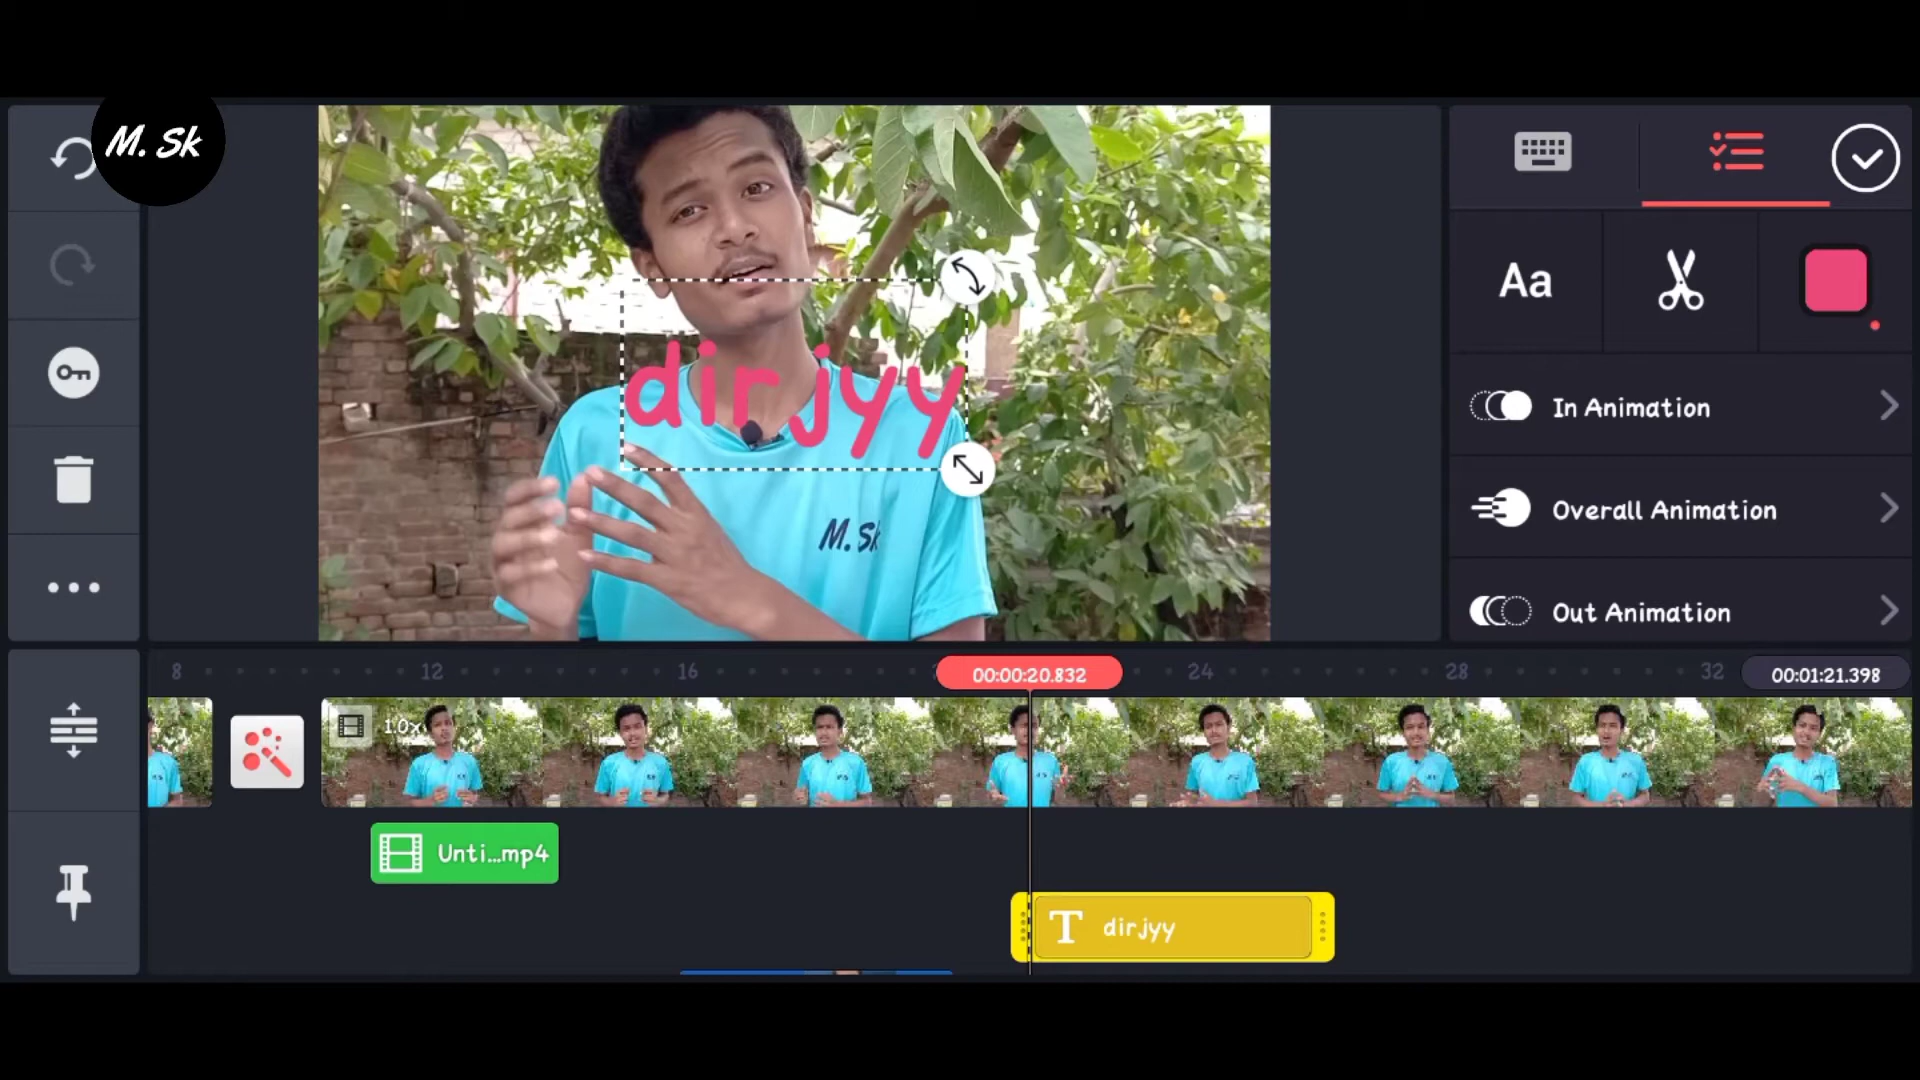 M. Sk
Aa
dirjyy
M. Sk
In Animation
Overall Animation
Out Animation
8 12 16 00:00:20.832 24 28 32 00:01:21.398
1.0x
Unti...mp4
T dirjyy